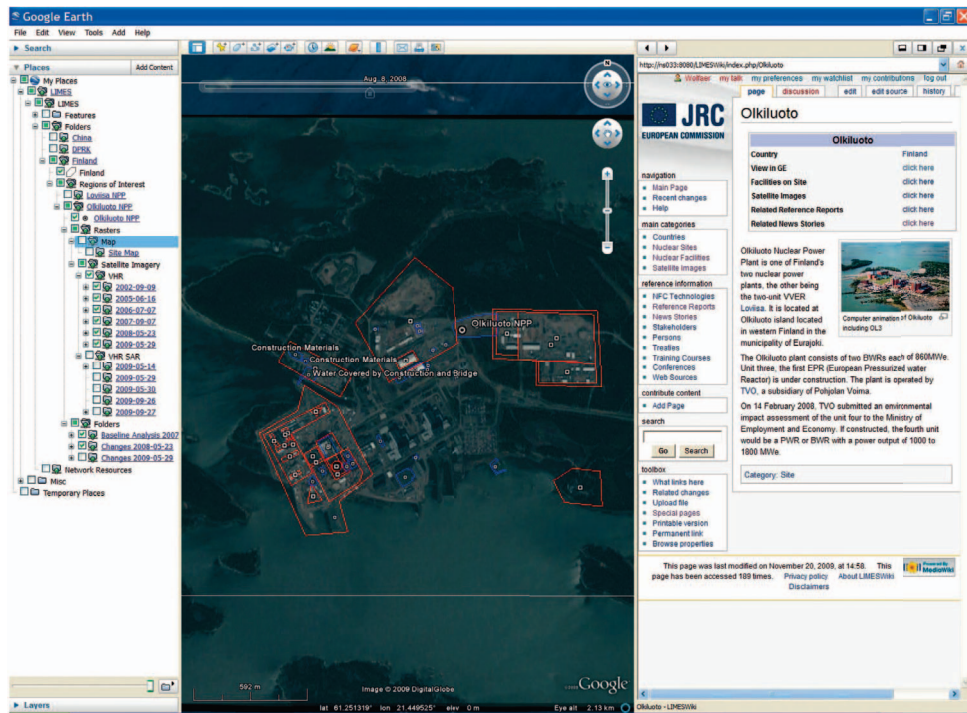 Google Earth
File Edit View Tools Add Help
Search
Places
Add Content
My Places
LIMES
LIMES
Features
Folders
China
DPRK
Finland
Finland
Regions of Interest
Loviisa NPP
Olkiluoto NPP
Olkiluoto NPP
Rasters
Map
Site Map
Satellite Imagery
VHR
2002-09-09
2005-06-16
2006-07-07
2007-09-07
2008-05-23
2009-05-29
VHR SAR
2009-05-14
2009-05-29
2009-05-30
2009-09-26
2009-09-27
Folders
Baseline Analysis 2007
Changes 2008-05-23
Changes 2009-05-29
Network Resources
Misc
Temporary Places
Layers
Aug. 8, 2008
N
Olkiluoto NPP
Construction Materials
Construction Materials
Water Covered by Construction and Bridge
592 m
Image © 2009 DigitalGlobe
Google
lat 61.251319° lon 21.449525° elev 0 m
Eye alt 2.13 km
http://ns033:8080/LIMESWiki/index.php/Olkiluoto
Wolfaer my talk my preferences my watchlist my contributions log out
page discussion edit edit source history
JRC
EUROPEAN COMMISSION
navigation
Main Page
Recent changes
Help
main categories
Countries
Nuclear Sites
Nuclear Facilities
Satellite images
reference information
NFC Technologies
Reference Reports
News Stories
Stakeholders
Persons
Treaties
Training Courses
Conferences
Web Sources
contribute content
Add Page
search
Go Search
toolbox
What links here
Related changes
Upload file
Special pages
Printable version
Permanent link
Browse properties
Olkiluoto
Olkiluoto
Country Finland
View in GE click here
Facilities on Site click here
Satellite Images click here
Related Reference Reports click here
Related News Stories click here
Olkiluoto Nuclear Power
Plant is one of Finland's
two nuclear power
plants, the other being
the two-unit VVER
Loviisa. It is located at
Olkiluoto island located
in western Finland in the
municipality of Eurajoki.
Computer animation of Olkiluoto
including OL3
The Olkiluoto plant consists of two BWRs each of 860MWe.
Unit three, the first EPR (European Pressurized water
Reactor) is under construction. The plant is operated by
TVO, a subsidiary of Pohjolan Voima.
On 14 February 2008, TVO submitted an environmental
impact assessment of the unit four to the Ministry of
Employment and Economy. If constructed, the fourth unit
would be a PWR or BWR with a power output of 1000 to
1800 MWe.
Category: Site
This page was last modified on November 20, 2009, at 14:58. This
page has been accessed 189 times. Privacy policy About LIMESWiki
Disclaimers
Powered By
MediaWiki
Olkiluoto - LIMESWiki